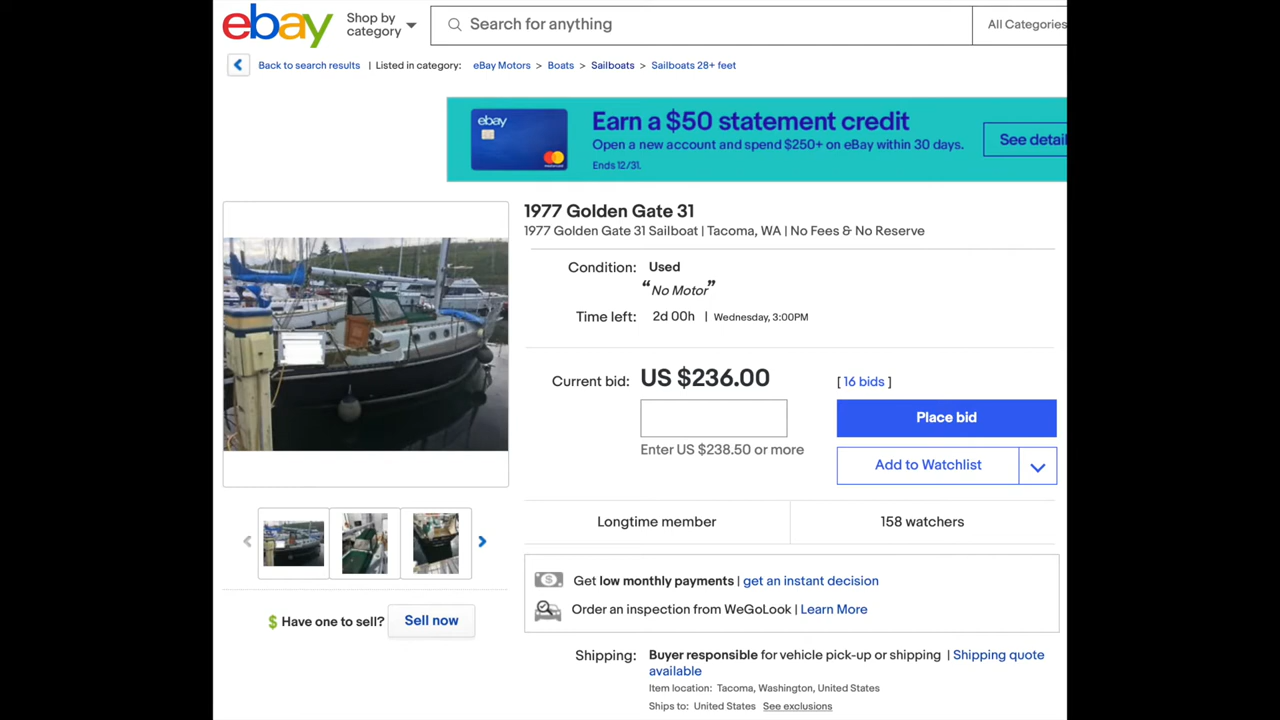 ebay
Shop by
category
Search for anything
All Categories
Back to search results | Listed in category: eBay Motors > Boats > Sailboats > Sailboats 28+ feet
ebay
Earn a $50 statement credit
Open a new account and spend $250+ on eBay within 30 days.
Ends 12/31.
See detail
mastercard
1977 Golden Gate 31
1977 Golden Gate 31 Sailboat | Tacoma, WA | No Fees & No Reserve
Condition: Used
“No Motor”
Time left: 2d 00h | Wednesday, 3:00PM
Current bid: US $236.00 [ 16 bids ]
Place bid
Enter US $238.50 or more
Add to Watchlist
Longtime member 158 watchers
Get low monthly payments | get an instant decision
Order an inspection from WeGoLook | Learn More
$ Have one to sell? Sell now
Shipping: Buyer responsible for vehicle pick-up or shipping | Shipping quote
available
Item location: Tacoma, Washington, United States
Ships to: United States See exclusions